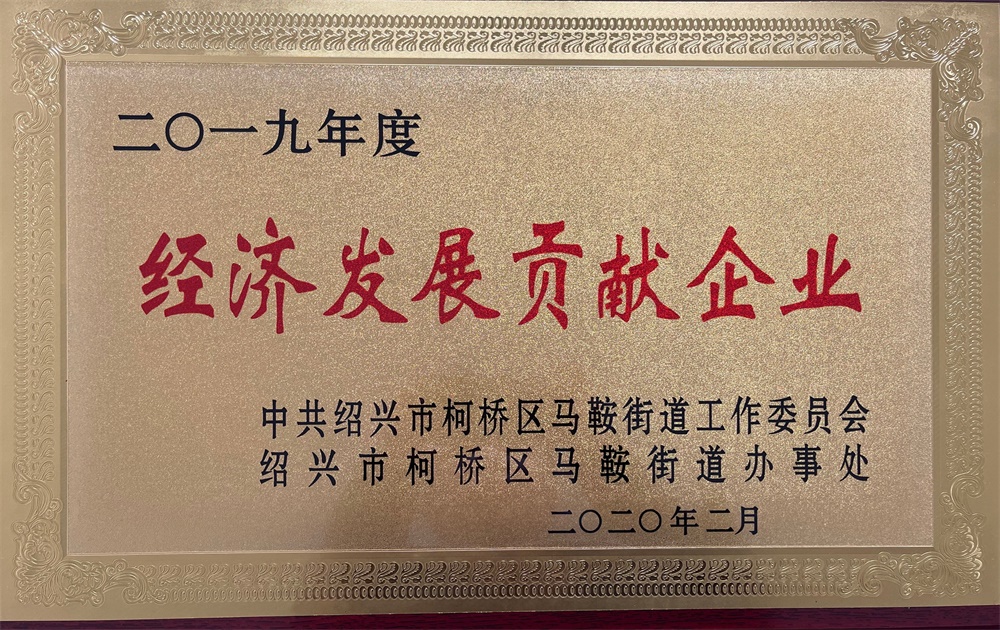 二〇一九年度
经济发展贡献企业
中共绍兴市柯桥区马鞍街道工作委员会
绍兴市柯桥区马鞍街道办事处
二〇二〇年二月